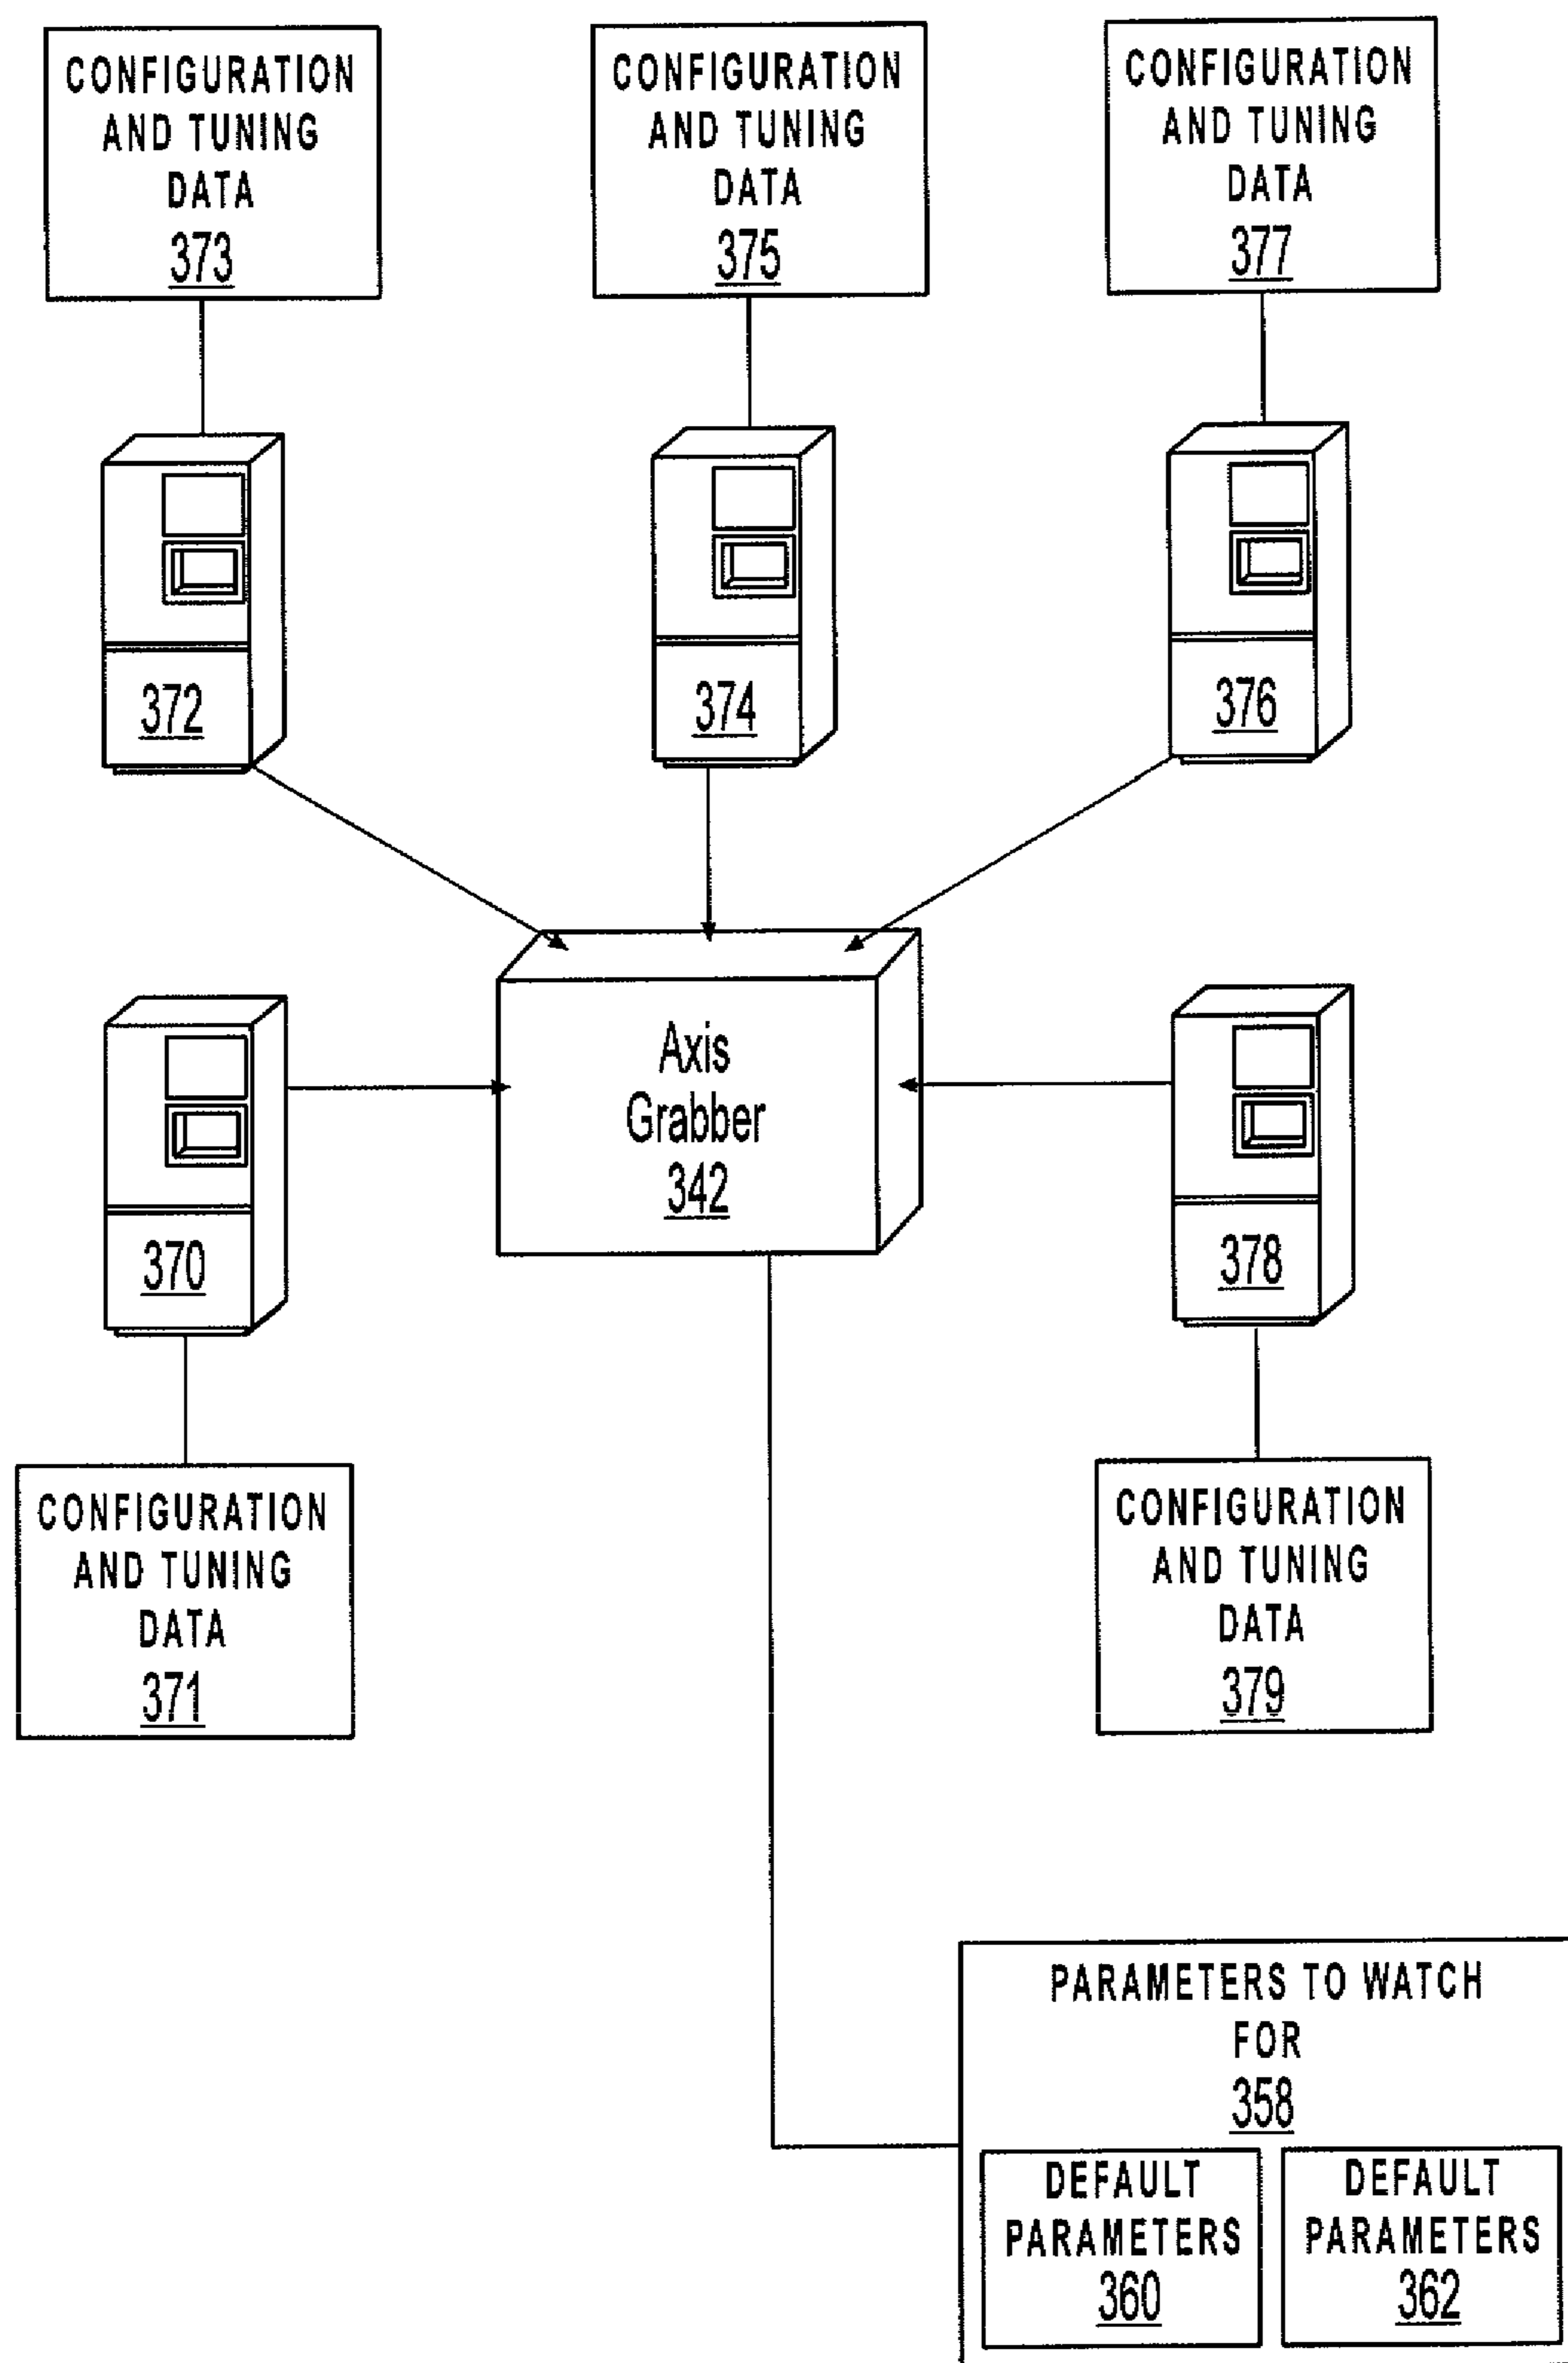 CONFIGURATION
AND TUNING
DATA
373
CONFIGURATION
AND TUNING
DATA
375
CONFIGURATION
AND TUNING
DATA
377
372
374
376
Axis
Grabber
342
370
378
CONFIGURATION
AND TUNING
DATA
371
CONFIGURATION
AND TUNING
DATA
379
PARAMETERS TO WATCH
FOR
358
DEFAULT
PARAMETERS
360
DEFAULT
PARAMETERS
362